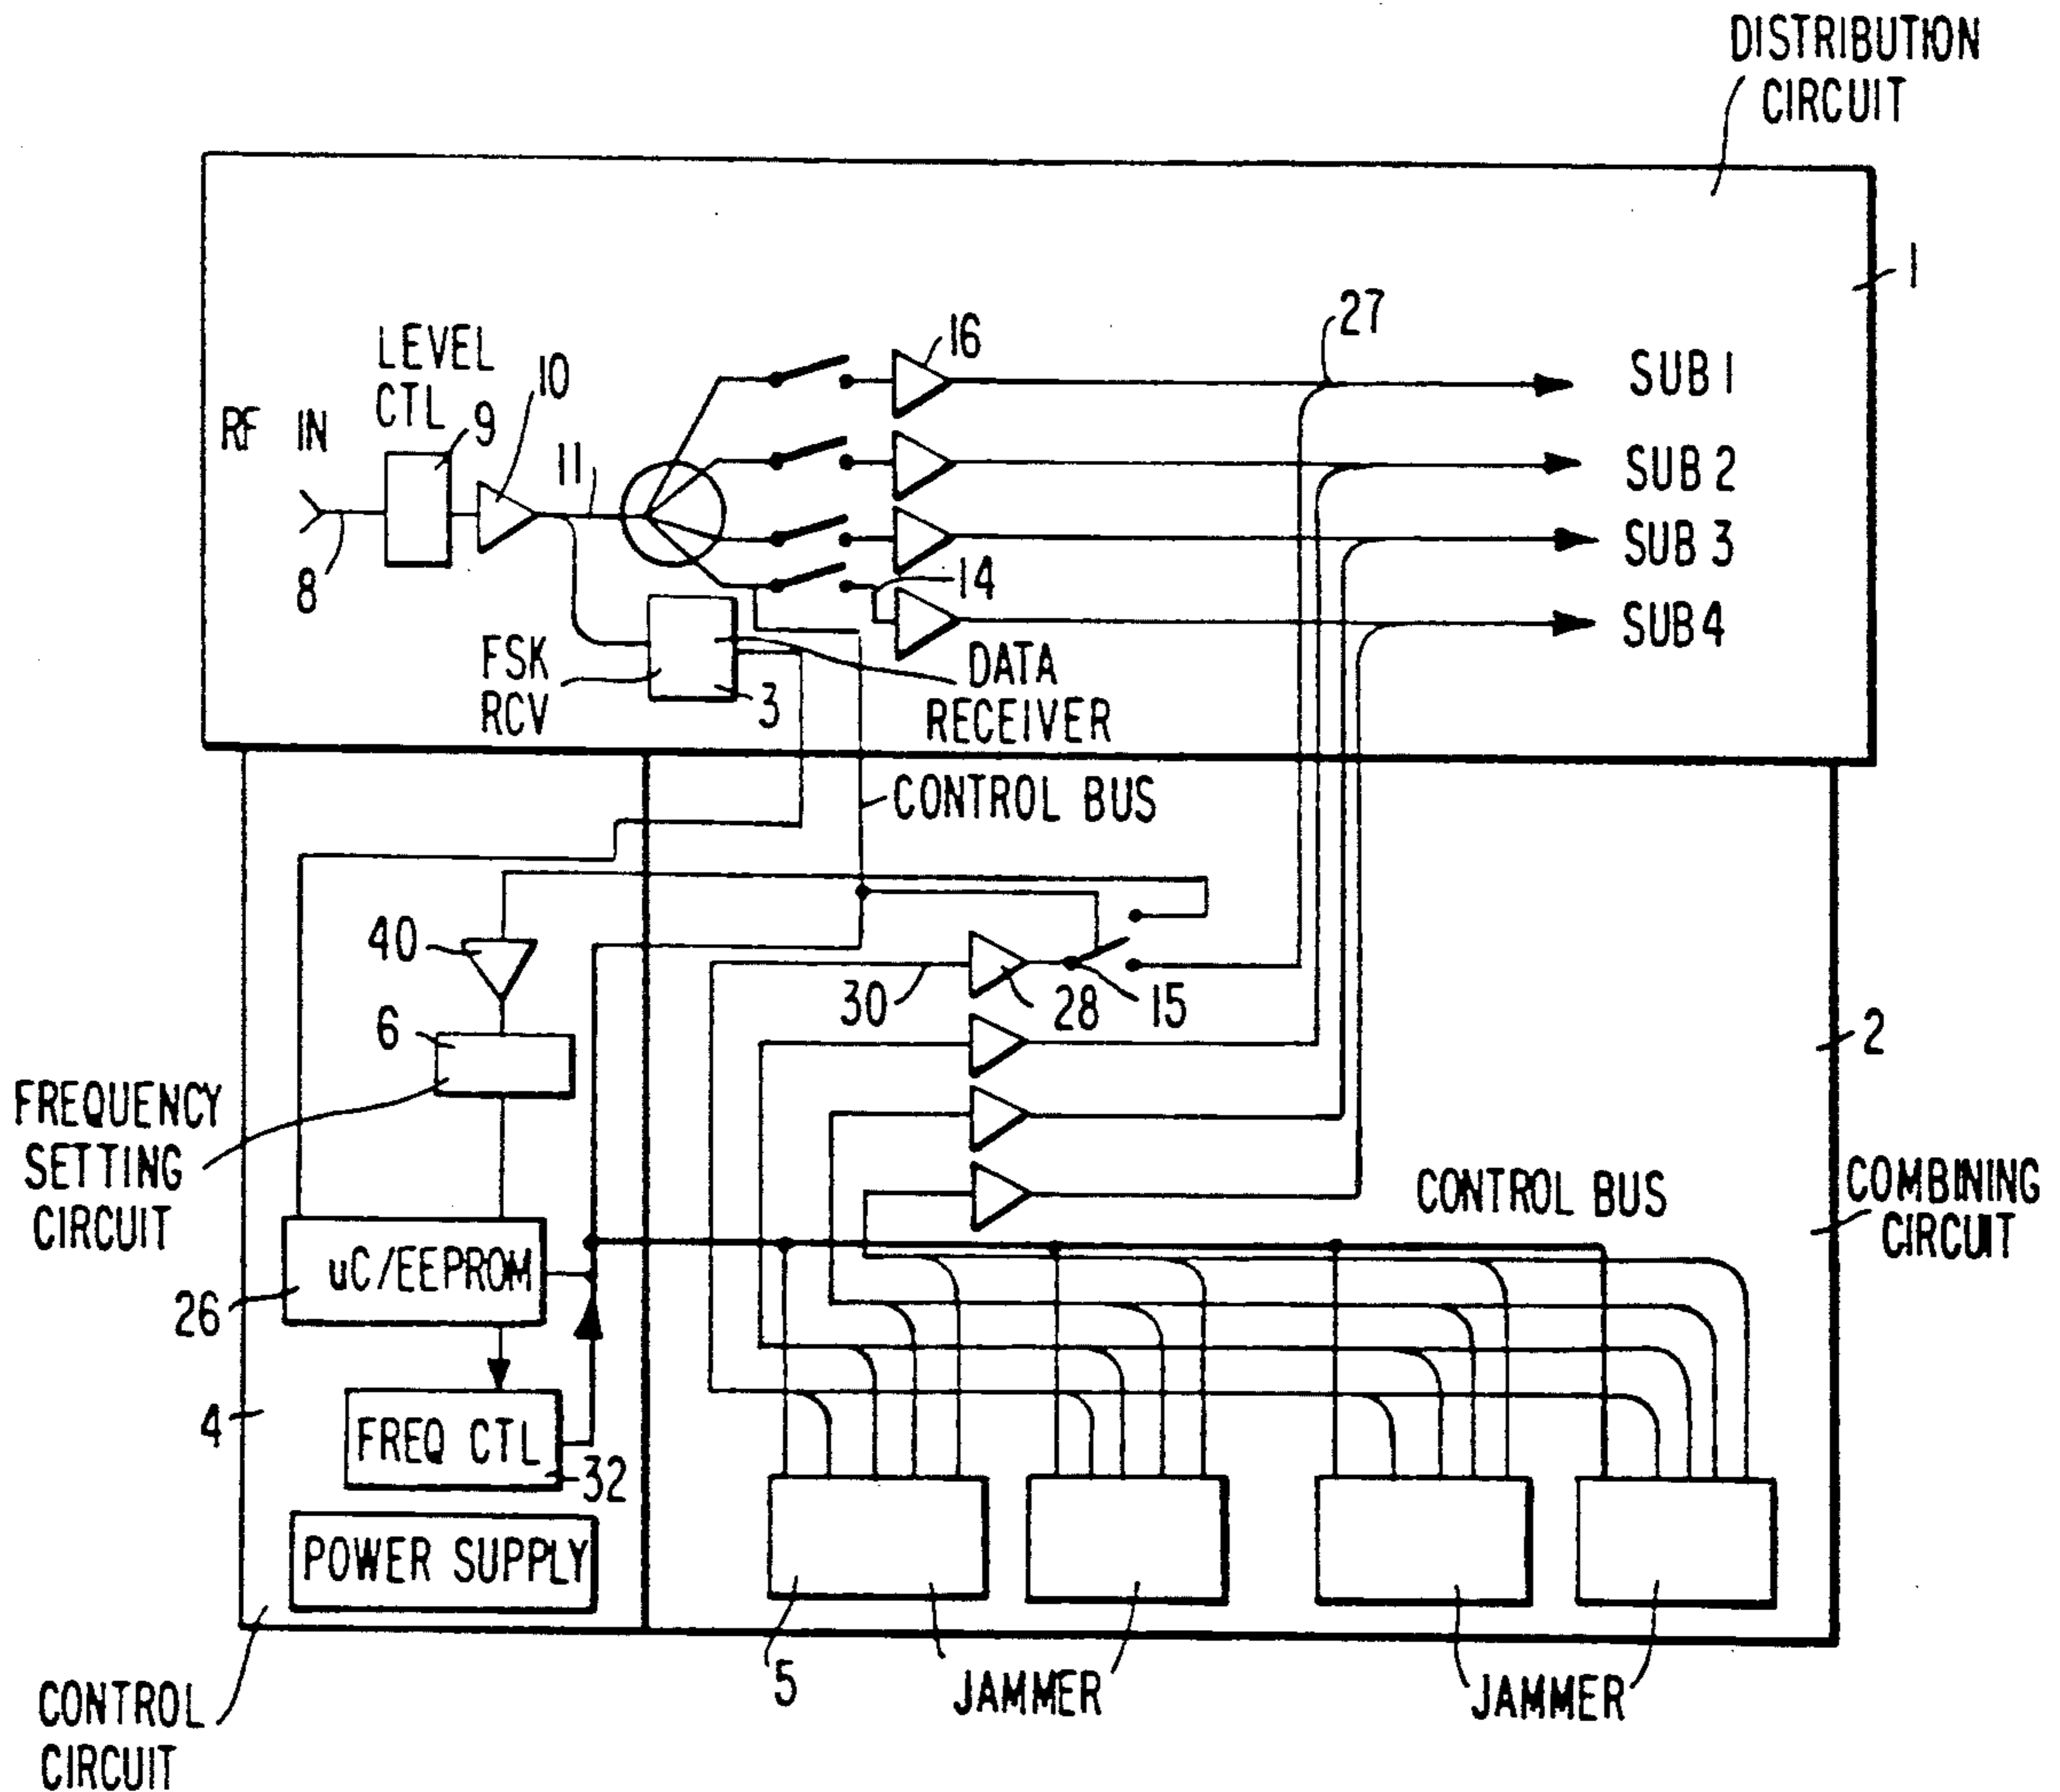 DISTRIBUTION
CIRCUIT
1
27
16
LEVEL
CTL
10
9
RF IN
11
8
SUB 1
SUB 2
SUB 3
SUB 4
14
FSK
RCV
3
DATA
RECEIVER
CONTROL BUS
40
30
28
15
6
2
FREQUENCY
SETTING
CIRCUIT
COMBINING
CIRCUIT
CONTROL BUS
uC/EEPROM
26
4
FREQ CTL
32
POWER SUPPLY
5
JAMMER
JAMMER
CONTROL
CIRCUIT